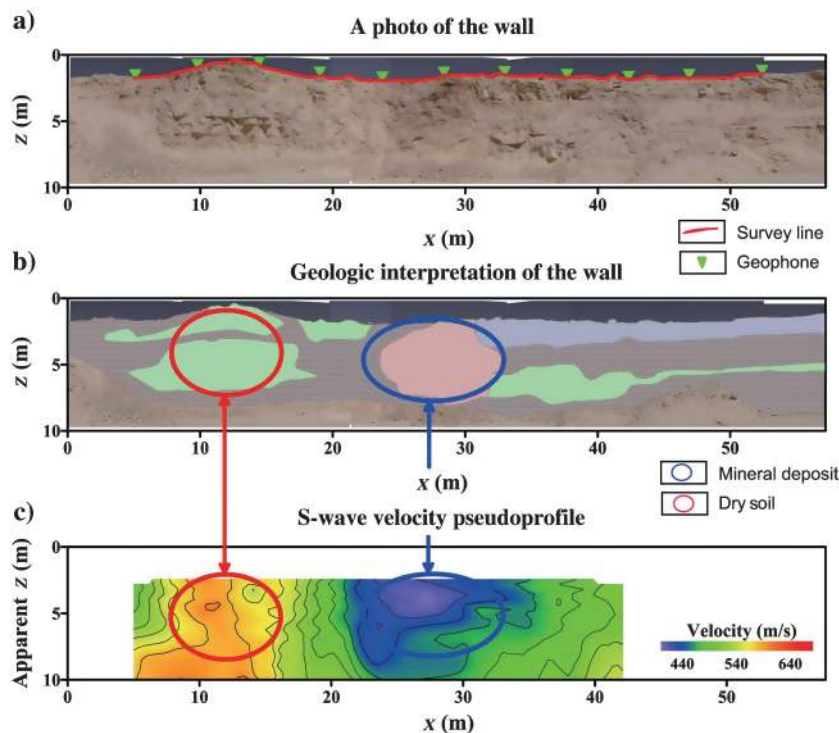 a)
A photo of the wall
0
5
10
z (m)
0 10 20 30 40 50
x (m)
Survey line
Geophone
b)
Geologic interpretation of the wall
0
5
10
z (m)
0 10 20 30 40 50
x (m)
Mineral deposit
Dry soil
c)
S-wave velocity pseudoprofile
0
5
10
Apparent z (m)
Velocity (m/s)
440 540 640
0 10 20 30 40 50
x (m)